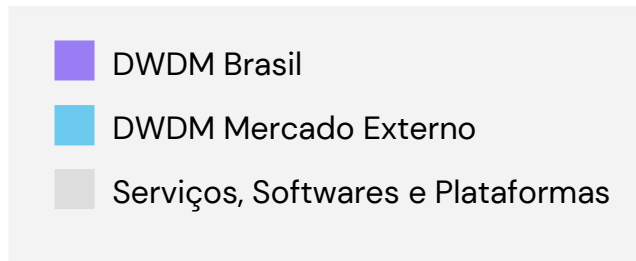 DWDM Brasil
DWDM Mercado Externo
Serviços, Softwares e Plataformas